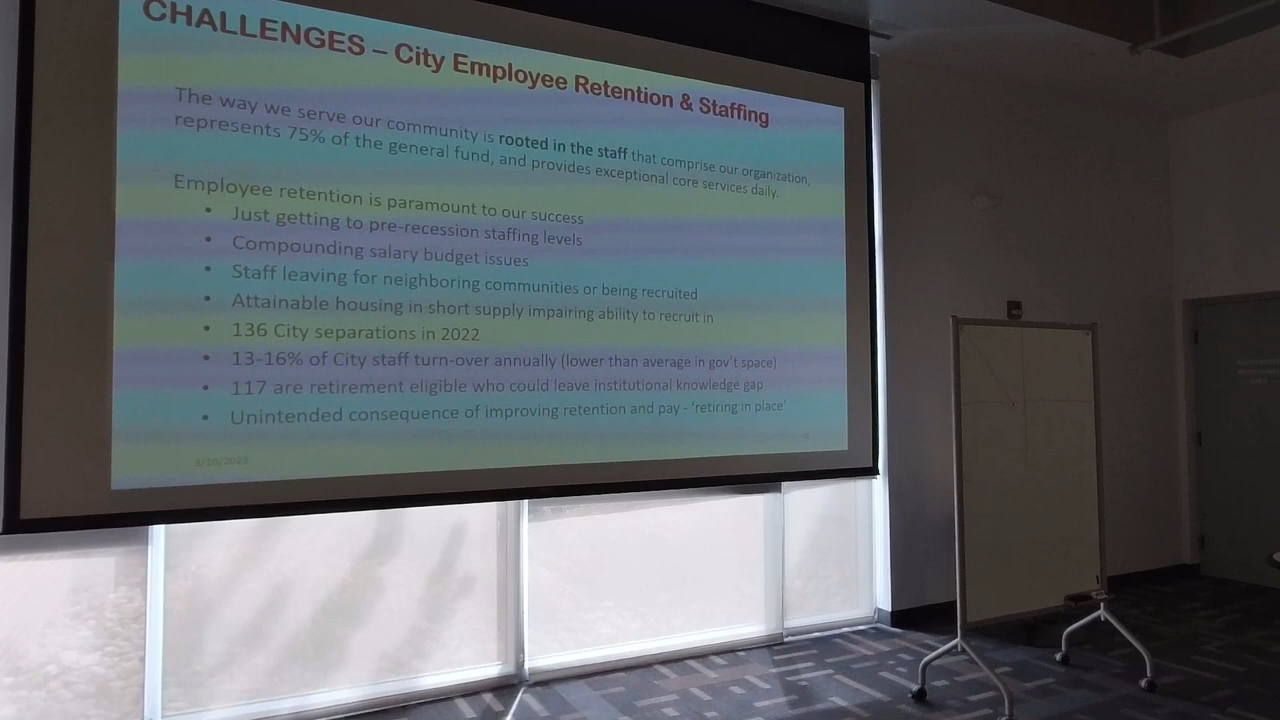 CHALLENGES – City Employee Retention & Staffing
The way we serve our community is rooted in the staff that comprise our organization,
represents 75% of the general fund, and provides exceptional core services daily.
Employee retention is paramount to our success
• Just getting to pre-recession staffing levels
• Compounding salary budget issues
• Staff leaving for neighboring communities or being recruited
• Attainable housing in short supply impairing ability to recruit in
• 136 City separations in 2022
• 13-16% of City staff turn-over annually (lower than average in gov't space)
• 117 are retirement eligible who could leave institutional knowledge gap
• Unintended consequence of improving retention and pay - 'retiring in place'